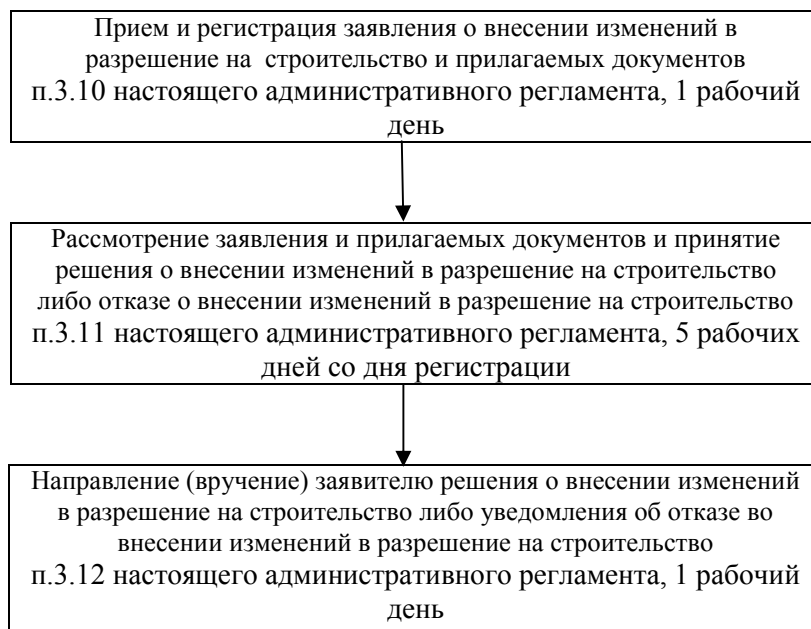 Прием и регистрация заявления о внесении изменений в
разрешение на строительство и прилагаемых документов
п.3.10 настоящего административного регламента, 1 рабочий
день
Рассмотрение заявления и прилагаемых документов и принятие
решения о внесении изменений в разрешение на строительство
либо отказе о внесении изменений в разрешение на строительство
п.3.11 настоящего административного регламента, 5 рабочих
дней со дня регистрации
Направление (вручение) заявителю решения о внесении изменений
в разрешение на строительство либо уведомления об отказе во
внесении изменений в разрешение на строительство
п.3.12 настоящего административного регламента, 1 рабочий
день